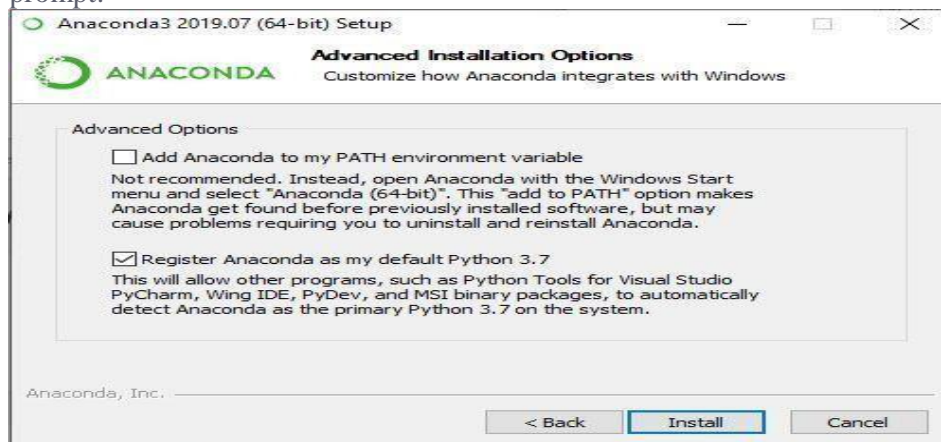 prompt.
Anaconda3 2019.07 (64-bit) Setup
Advanced Installation Options
ANACONDA
Customize how Anaconda integrates with Windows
Advanced Options
Add Anaconda to my PATH environment variable
Not recommended. Instead, open Anaconda with the Windows Start
menu and select "Anaconda (64-bit)". This "add to PATH" option makes
Anaconda get found before previously installed software, but may
cause problems requiring you to uninstall and reinstall Anaconda.
Register Anaconda as my default Python 3.7
This will allow other programs, such as Python Tools for Visual Studio
PyCharm, Wing IDE, PyDev, and MSI binary packages, to automatically
detect Anaconda as the primary Python 3.7 on the system.
Anaconda, Inc.
< Back Install Cancel